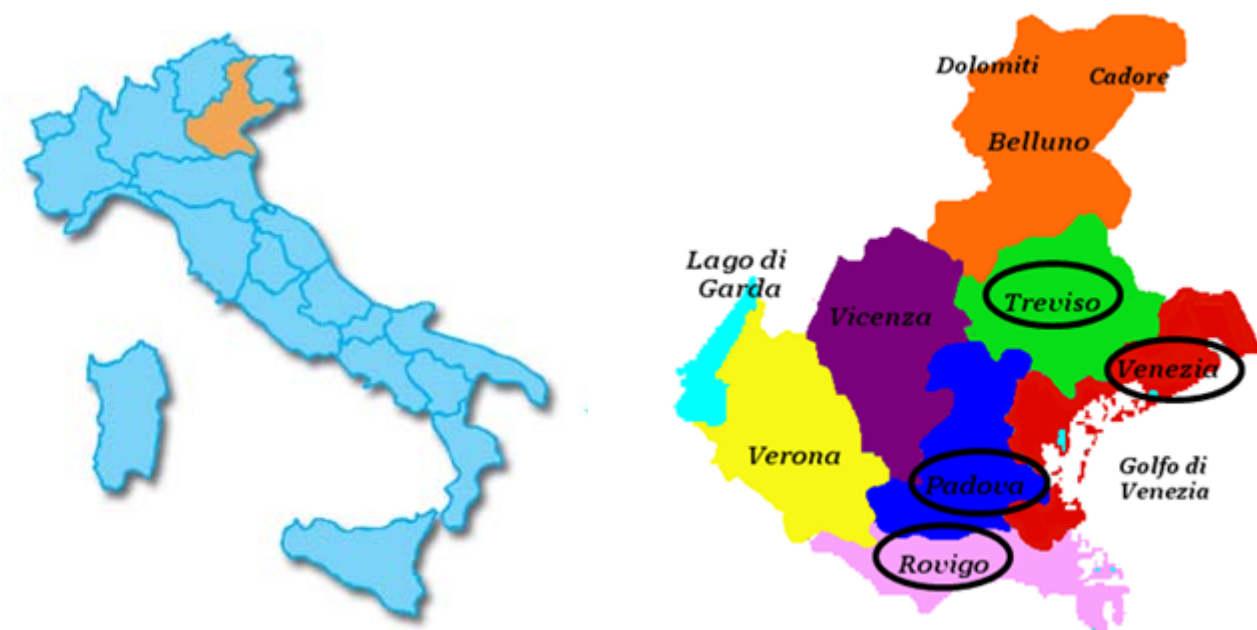 Dolomiti
Cadore
Belluno
Lago di
Garda
Treviso
Vicenza
Venezia
Verona
Padova
Golfo di
Venezia
Rovigo